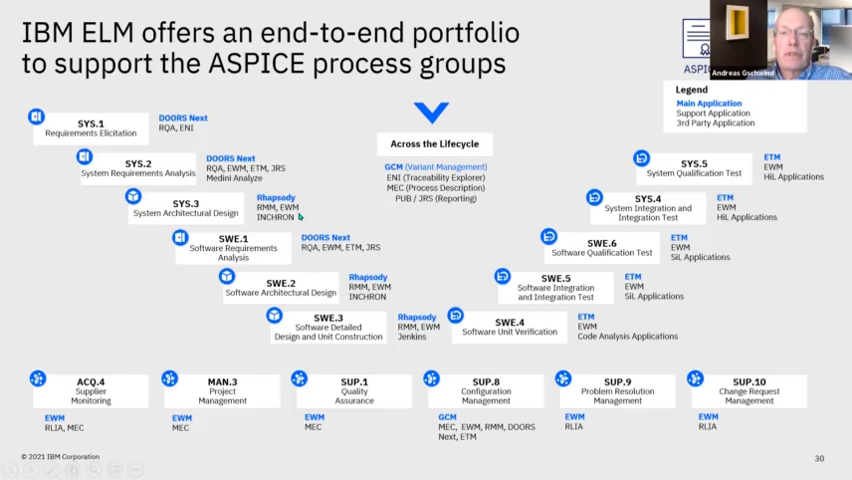 IBM ELM offers an end-to-end portfolio
to support the ASPICE process groups
Andreas Gschwind
Legend
Main Application
Support Application
3rd Party Application
SYS.1
Requirements Elicitation
DOORS Next
RQA, ENI
SYS.2
System Requirements Analysis
DOORS Next
RQA, EWM, ETM, JRS
Medini Analyze
SYS.3
System Architectural Design
Rhapsody
RMM, EWM
INCHRON
SWE.1
Software Requirements
Analysis
DOORS Next
RQA, EWM, ETM, JRS
SWE.2
Software Architectural Design
Rhapsody
RMM, EWM
INCHRON
SWE.3
Software Detailed
Design and Unit Construction
Rhapsody
RMM, EWM
Jenkins
Across the Lifecycle
GCM (Variant Management)
ENI (Traceability Explorer)
MEC (Process Description)
PUB / JRS (Reporting)
SYS.5
System Qualification Test
ETM
EWM
HiL Applications
SYS.4
System Integration and
Integration Test
ETM
EWM
HiL Applications
SWE.6
Software Qualification Test
ETM
EWM
SiL Applications
SWE.5
Software Integration
and Integration Test
ETM
EWM
SiL Applications
SWE.4
Software Unit Verification
ETM
EWM
Code Analysis Applications
ACQ.4
Supplier
Monitoring
EWM
RLIA, MEC
MAN.3
Project
Management
EWM
MEC
SUP.1
Quality
Assurance
EWM
MEC
SUP.8
Configuration
Management
GCM
MEC, EWM, RMM, DOORS
Next, ETM
SUP.9
Problem Resolution
Management
EWM
RLIA
SUP.10
Change Request
Management
EWM
RLIA
© 2021 IBM Corporation
30